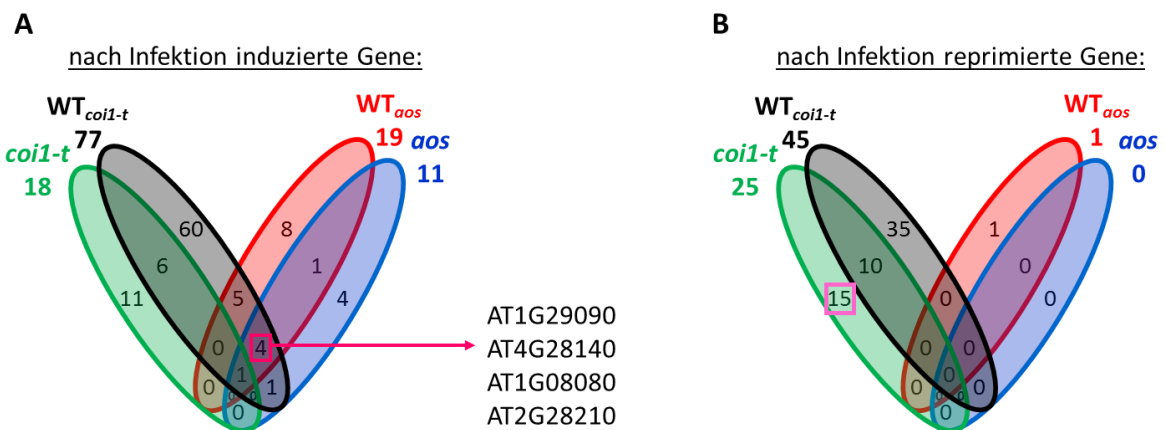 A
nach Infektion induzierte Gene:
WTcoi1-t
77
WTaos
19
aos
11
coi1-t
18
60
8
6
1
11
5
4
0
4
0
1
1
0
AT1G29090
AT4G28140
AT1G08080
AT2G28210
B
nach Infektion reprimierte Gene:
WTcoi1-t
45
WTaos
1
aos
0
coi1-t
25
35
1
10
0
15
0
0
0
0
0
0
0
0